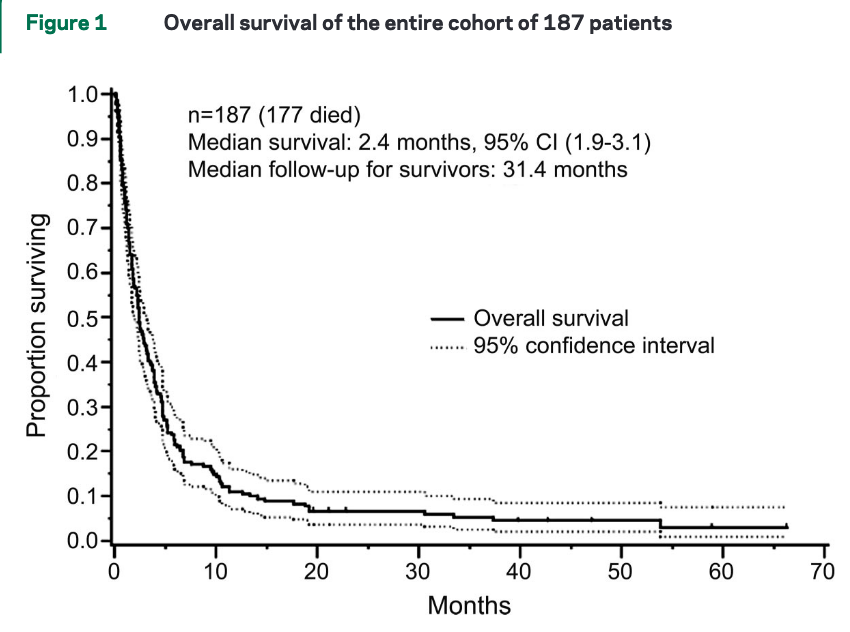 Figure 1 Overall survival of the entire cohort of 187 patients
n=187 (177 died)
Median survival: 2.4 months, 95% CI (1.9-3.1)
Median follow-up for survivors: 31.4 months
Proportion surviving
1.0
0.9
0.8
0.7
0.6
0.5
0.4
0.3
0.2
0.1
0.0
Overall survival
95% confidence interval
0 10 20 30 40 50 60 70
Months